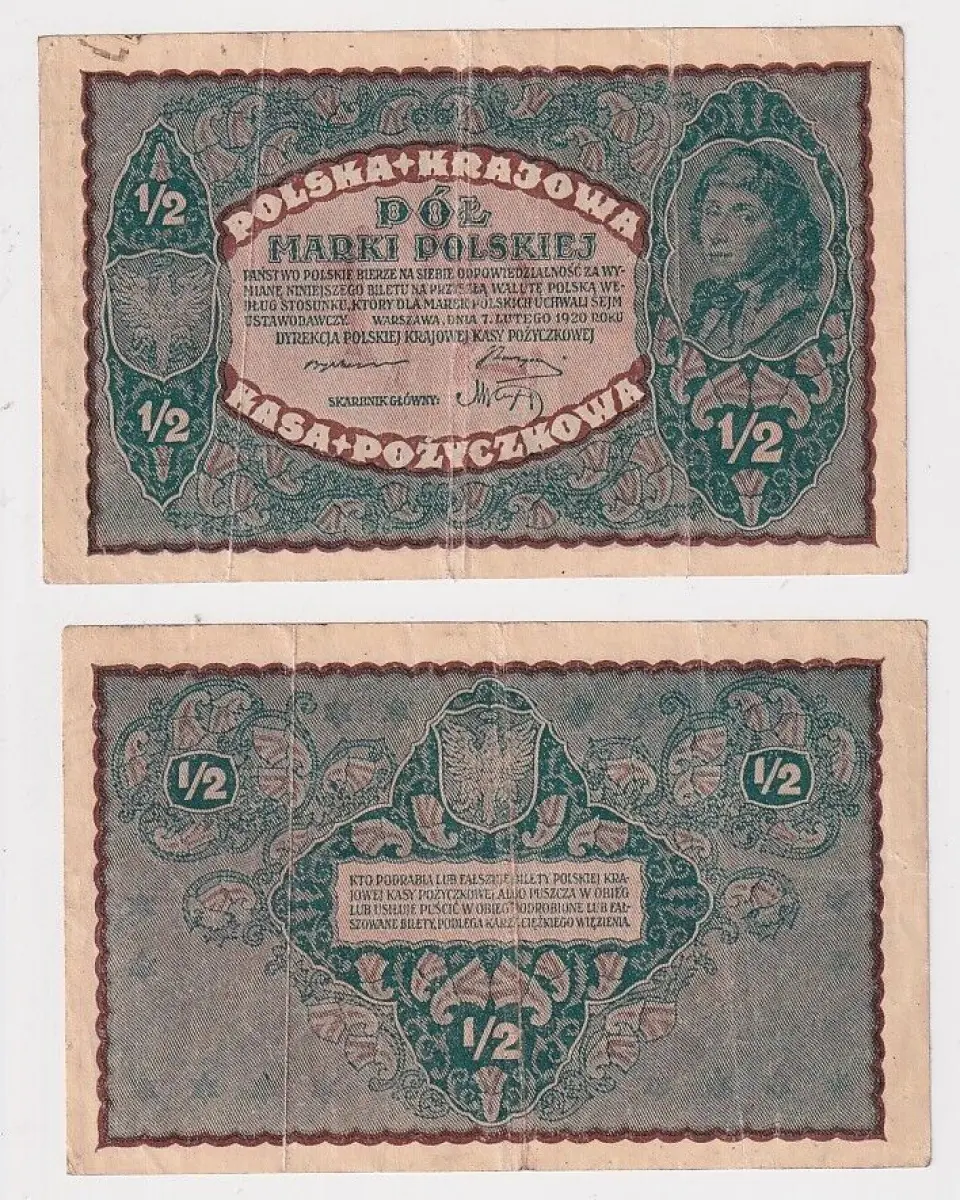 POLSKA+KRAJOWA
1/2
PÓŁ
MARKI POLSKIEJ
PAŃSTWO POLSKIE BIERZE NA SIEBIE ODPOWIEDZIALNOŚĆ ZA WY-
MIANĘ NINIEJSZEGO BILETU NA PRZYSZŁĄ WALUTĘ POLSKĄ WE-
DŁUG STOSUNKU, KTÓRY DLA MAREK POLSKICH UCHWALI SEJM
USTAWODAWCZY. WARSZAWA, DNIA 7. LUTEGO 1920 ROKU
DYREKCJA POLSKIEJ KRAJOWEJ KASY POŻYCZKOWEJ
SKARBNIK GŁÓWNY:
1/2
KASA+POŻYCZKOWA
1/2
1/2
1/2
KTO PODRABIA LUB FAŁSZUJE BILETY POLSKIEJ KRA-
JOWEJ KASY POŻYCZKOWEJ ALBO PUSZCZA W OBIEG
LUB USIŁUJE PUŚCIĆ W OBIEG PODROBIONE LUB FAŁ-
SZOWANE BILETY, PODLEGA KARZE CIĘŻKIEGO WIĘZIENIA.
1/2